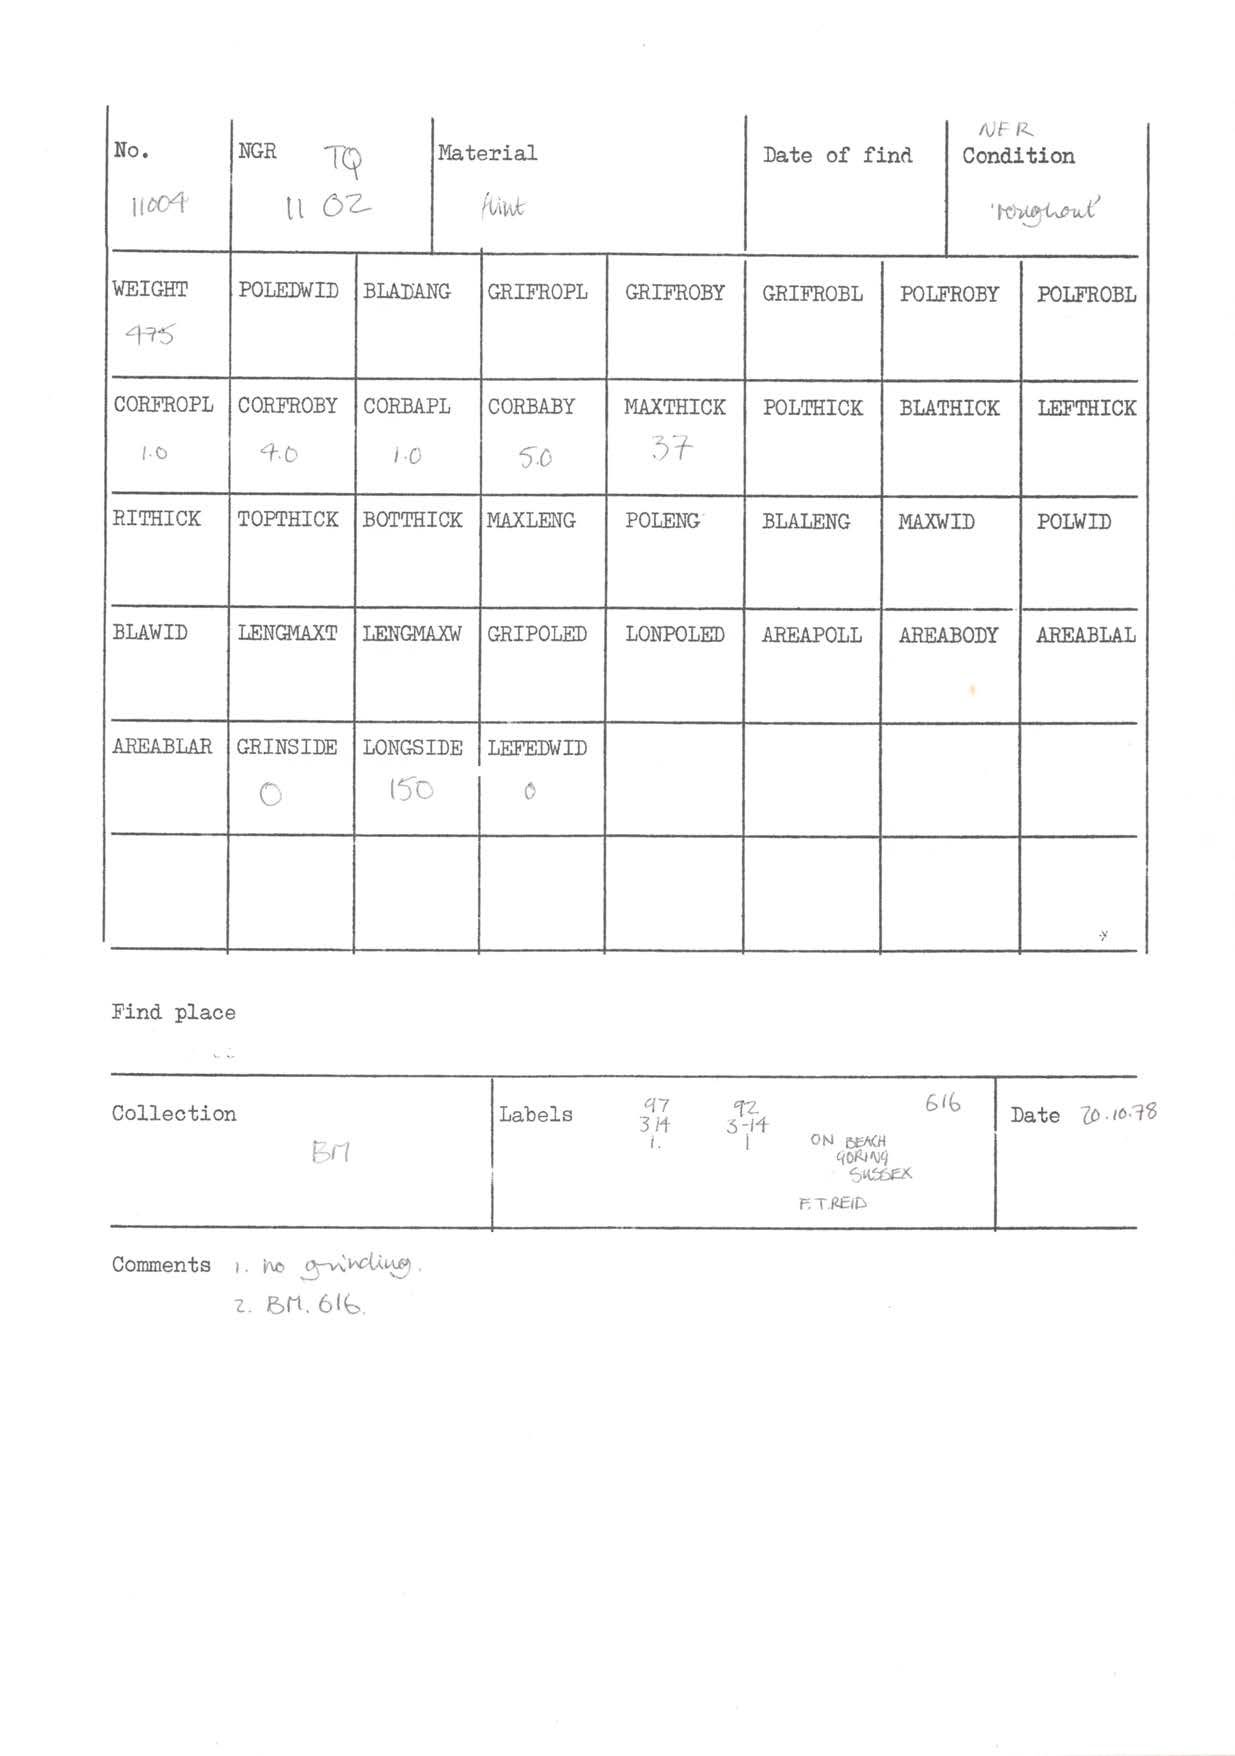 NFR
No. NGR TQ Material Date of find Condition
11004 11 02 flint 'roughout'
WEIGHT POLEDWID BLADANG GRIFROPL GRIFROBY GRIFROBL POLFROBY POLFROBL
475
CORFROPL CORFROBY CORBAPL CORBABY MAXTHICK POLTHICK BLATHICK LEFTHICK
1.0 4.0 1.0 5.0 37
RITHICK TOPTHICK BOTTHICK MAXLENG POLENG BLALENG MAXWID POLWID
BLAWID LENGMAXT LENGMAXW GRIPOLED LONPOLED AREAPOLL AREABODY AREABLAL
AREABLAR GRINSIDE LONGSIDE LEFEDWID
0 150 0
Find place
Collection BM
Labels 97 92 616
314 3-14
1. 1 ON BEACH
GORING
SUSSEX
F.T.REID
Date 20.10.78
Comments 1. no grinding.
2. BM. 616.